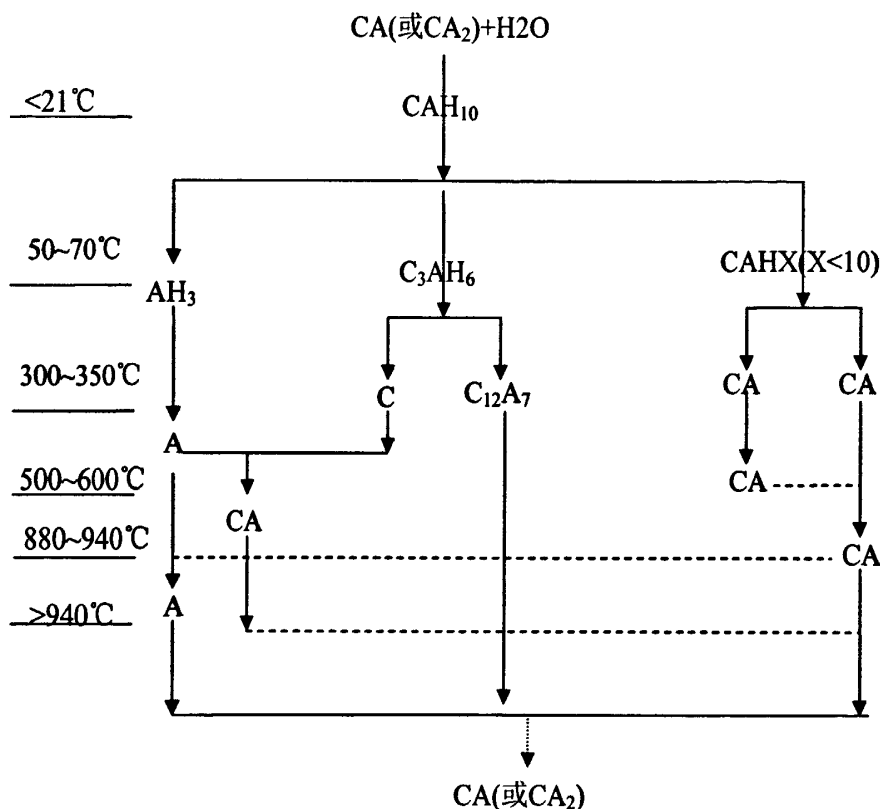 CA(或CA₂)+H2O
<21℃
CAH₁₀
50~70℃
AH₃
C₃AH₆
CAHX(X<10)
300~350℃
C
C₁₂A₇
CA
CA
A
500~600℃
CA
CA
880~940℃
CA
>940℃
A
CA(或CA₂)